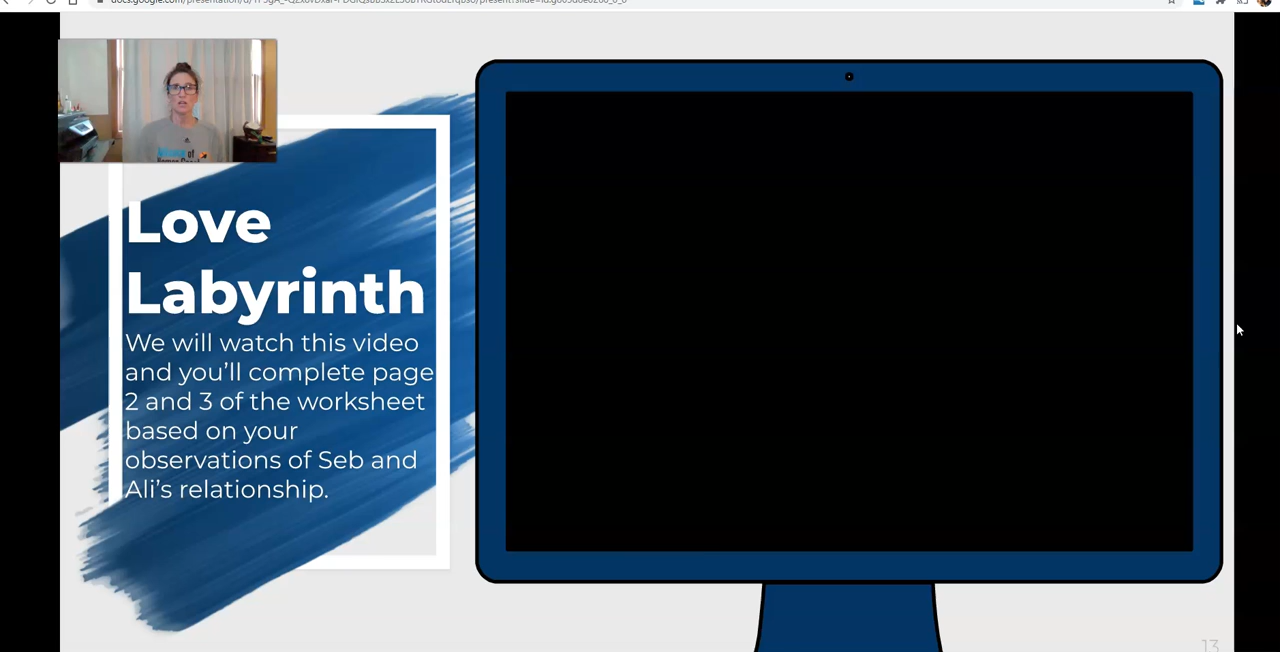 Love
Labyrinth
We will watch this video
and you'll complete page
2 and 3 of the worksheet
based on your
observations of Seb and
Ali's relationship.
13